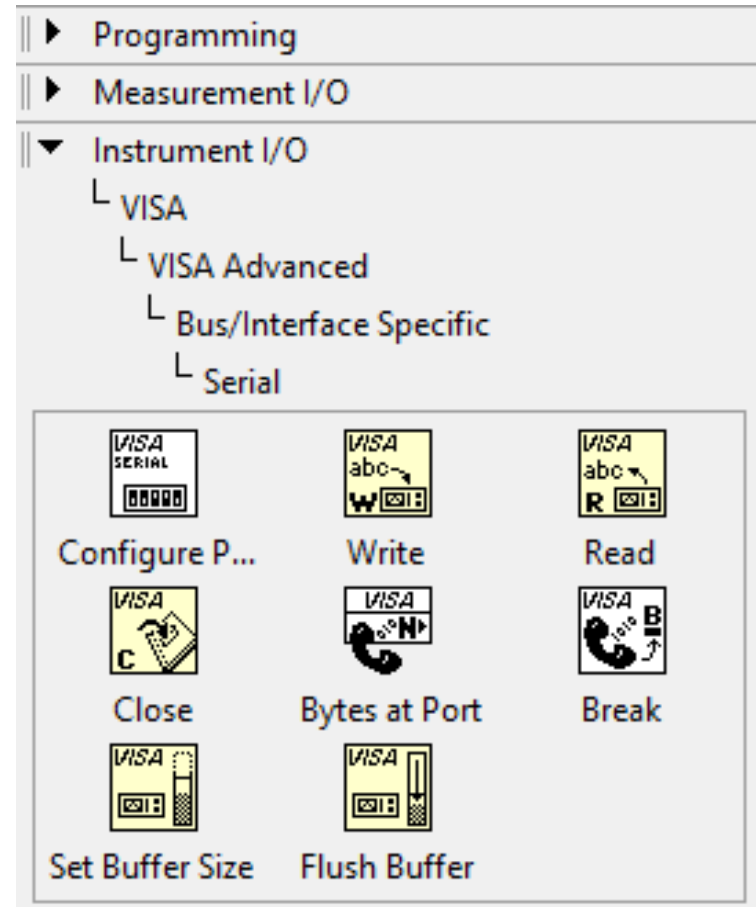 Programming
Measurement I/O
Instrument I/O
VISA
VISA Advanced
Bus/Interface Specific
Serial
VISA SERIAL
VISA abc W
VISA abc R
Configure P...
Write
Read
VISA C
VISA N
VISA B
Close
Bytes at Port
Break
VISA
VISA
Set Buffer Size
Flush Buffer